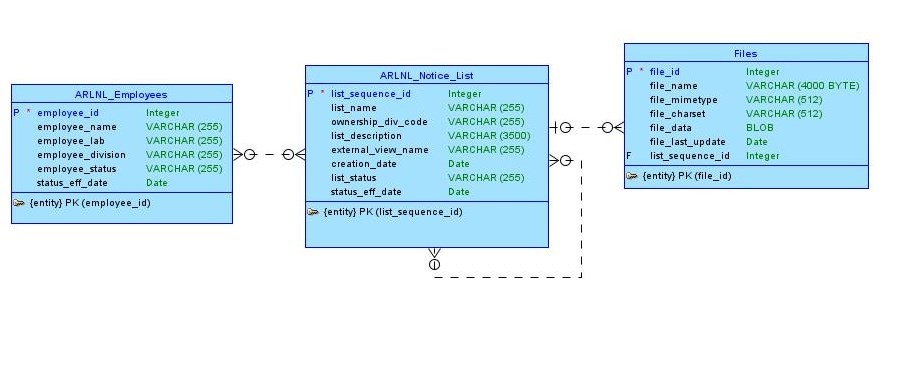 ARLNL_Employees
P * employee_id Integer
employee_name VARCHAR (255)
employee_lab VARCHAR (255)
employee_division VARCHAR (255)
employee_status VARCHAR (255)
status_eff_date Date
{entity} PK (employee_id)
ARLNL_Notice_List
P * list_sequence_id Integer
list_name VARCHAR (255)
ownership_div_code VARCHAR (255)
list_description VARCHAR (3500)
external_view_name VARCHAR (255)
creation_date Date
list_status VARCHAR (255)
status_eff_date Date
{entity} PK (list_sequence_id)
Files
P * file_id Integer
file_name VARCHAR (4000 BYTE)
file_mimetype VARCHAR (512)
file_charset VARCHAR (512)
file_data BLOB
file_last_update Date
F list_sequence_id Integer
{entity} PK (file_id)